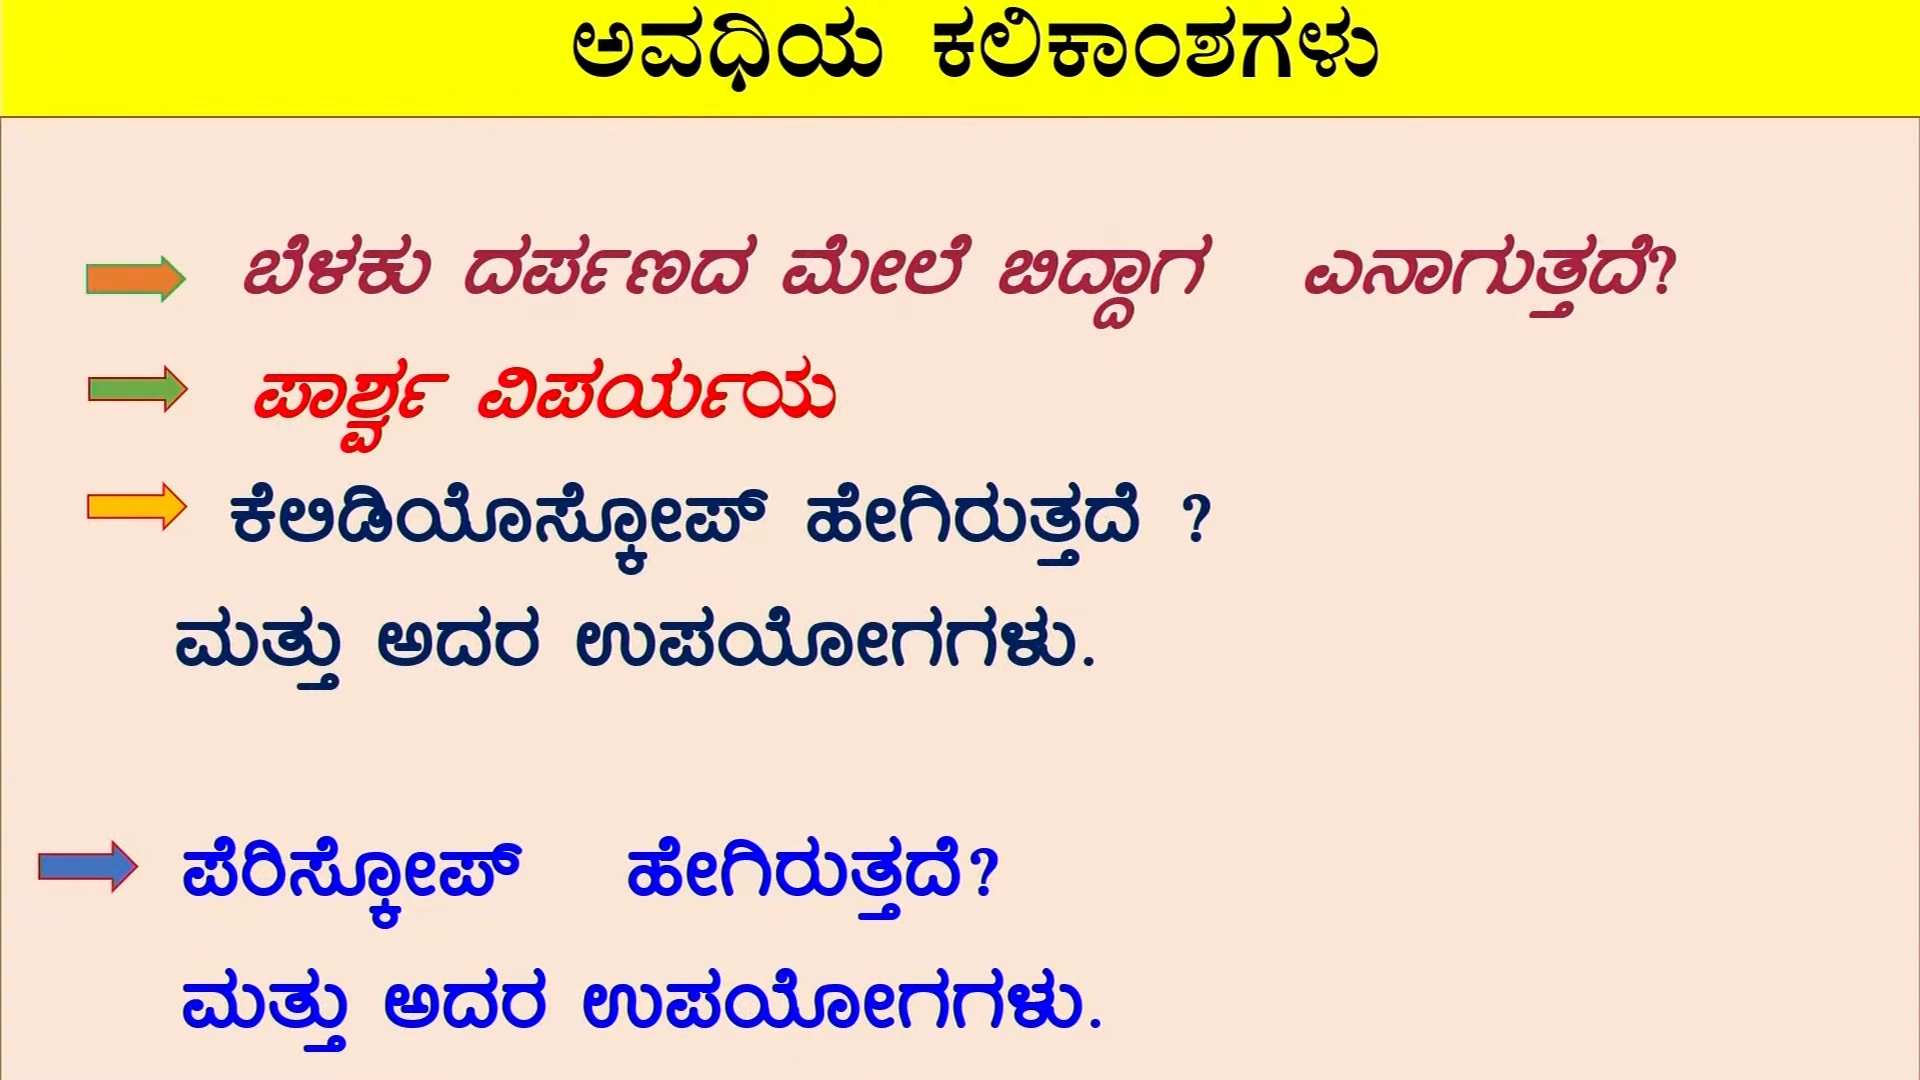 ಅವಧಿಯ ಕಲಿಕಾಂಶಗಳು
ಬೆಳಕು ದರ್ಪಣದ ಮೇಲೆ ಬಿದ್ದಾಗ ಎನಾಗುತ್ತದೆ?
ಪಾರ್ಶ್ವ ವಿಪರ್ಯಯ
ಕೆಲಿಡಿಯೊಸ್ಕೋಪ್ ಹೇಗಿರುತ್ತದೆ ?
ಮತ್ತು ಅದರ ಉಪಯೋಗಗಳು.
ಪೆರಿಸ್ಕೋಪ್ ಹೇಗಿರುತ್ತದೆ?
ಮತ್ತು ಅದರ ಉಪಯೋಗಗಳು.